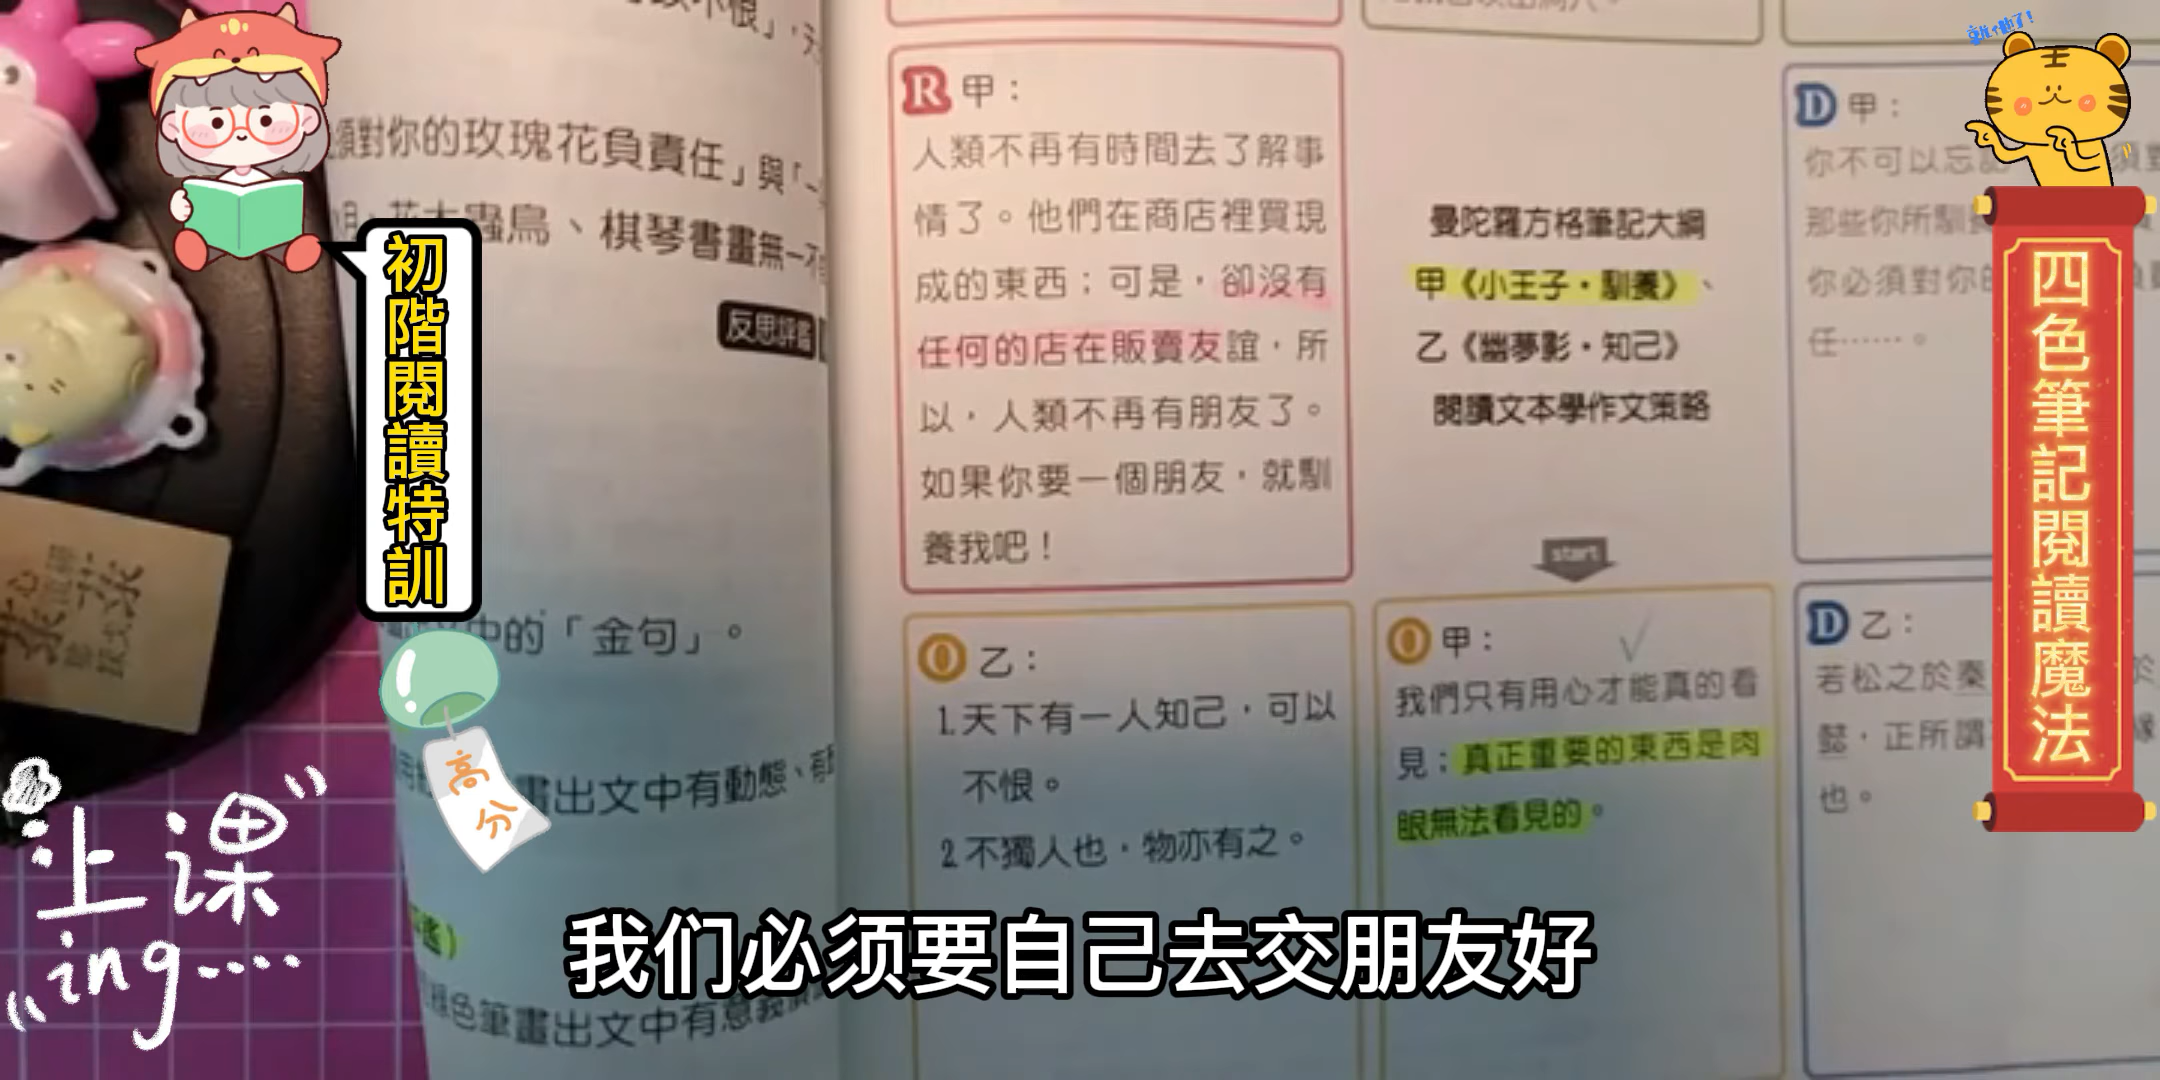 須對你的玫瑰花負責任」與「
蟲鳥、棋琴書畫無一不
反思評鑑
中的「金句」。
畫出文中有動態、
色筆畫出文中有意義
初階閱讀特訓
高分
上课
"ing...."
R 甲：
人類不再有時間去了解事
情了。他們在商店裡買現
成的東西；可是，卻沒有
任何的店在販賣友誼，所
以，人類不再有朋友了。
如果你要一個朋友，就馴
養我吧！
O 乙：
1.天下有一人知己，可以
不恨。
2.不獨人也，物亦有之。
曼陀羅方格筆記大綱
甲《小王子・馴養》、
乙《幽夢影・知己》
閱讀文本學作文策略
start
O 甲：
我們只有用心才能真的看
見：真正重要的東西是肉
眼無法看見的。
D 甲：
你不可以忘
那些你所馴
你必須對你的
任……。
D 乙：
若松之於秦
懿，正所謂
也。
四色筆記閱讀魔法
我们必须要自己去交朋友好